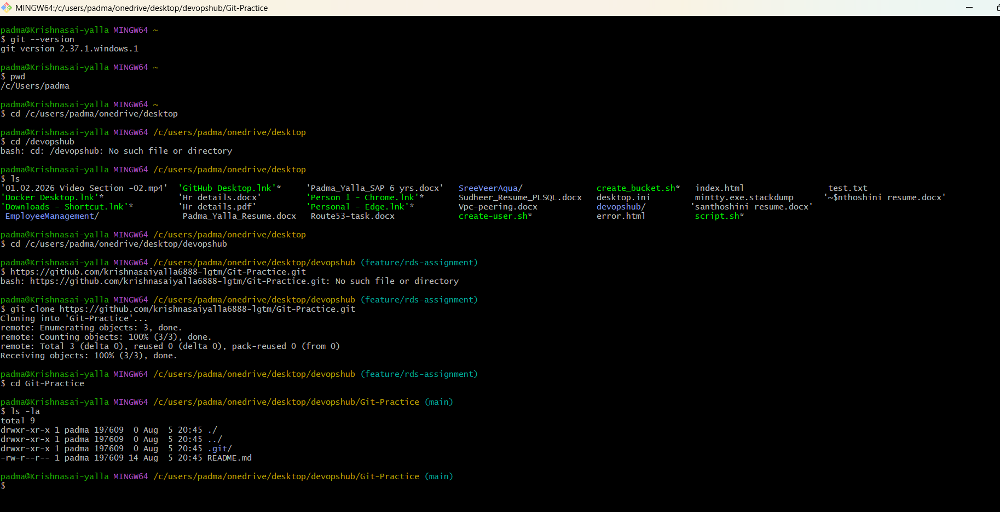 MINGW64:/c/users/padma/onedrive/desktop/devopshub/Git-Practice
padma@Krishnasai-yalla MINGW64 ~
$ git --version
git version 2.37.1.windows.1
padma@Krishnasai-yalla MINGW64 ~
$ pwd
/c/Users/padma
padma@Krishnasai-yalla MINGW64 ~
$ cd /c/users/padma/onedrive/desktop
padma@Krishnasai-yalla MINGW64 /c/users/padma/onedrive/desktop
$ cd /devopshub
bash: cd: /devopshub: No such file or directory
padma@Krishnasai-yalla MINGW64 /c/users/padma/onedrive/desktop
$ ls
'01.02.2026 Video Section -02.mp4'  'GitHub Desktop.lnk'*  'Padma_Yalla_SAP 6 yrs.docx'  SreeVeerAqua/  create_bucket.sh*  index.html  test.txt
'Docker Desktop.lnk'*  'Hr details.docx'  'Person 1 - Chrome.lnk'*  Sudheer_Resume_PLSQL.docx  desktop.ini  mintty.exe.stackdump  '~$nthoshini resume.docx'
'Downloads - Shortcut.lnk'*  'Hr details.pdf'  'Personal - Edge.lnk'*  Vpc-peering.docx  devopshub/  'santhoshini resume.docx'
EmployeeManagement/  Padma_Yalla_Resume.docx  Route53-task.docx  create-user.sh*  error.html  script.sh*
padma@Krishnasai-yalla MINGW64 /c/users/padma/onedrive/desktop
$ cd /c/users/padma/onedrive/desktop/devopshub
padma@Krishnasai-yalla MINGW64 /c/users/padma/onedrive/desktop/devopshub (feature/rds-assignment)
$ https://github.com/krishnasaiyalla6888-lgtm/Git-Practice.git
bash: https://github.com/krishnasaiyalla6888-lgtm/Git-Practice.git: No such file or directory
padma@Krishnasai-yalla MINGW64 /c/users/padma/onedrive/desktop/devopshub (feature/rds-assignment)
$ git clone https://github.com/krishnasaiyalla6888-lgtm/Git-Practice.git
Cloning into 'Git-Practice'...
remote: Enumerating objects: 3, done.
remote: Counting objects: 100% (3/3), done.
remote: Total 3 (delta 0), reused 0 (delta 0), pack-reused 0 (from 0)
Receiving objects: 100% (3/3), done.
padma@Krishnasai-yalla MINGW64 /c/users/padma/onedrive/desktop/devopshub (feature/rds-assignment)
$ cd Git-Practice
padma@Krishnasai-yalla MINGW64 /c/users/padma/onedrive/desktop/devopshub/Git-Practice (main)
$ ls -la
total 9
drwxr-xr-x 1 padma 197609  0 Aug  5 20:45 ./
drwxr-xr-x 1 padma 197609  0 Aug  5 20:45 ../
drwxr-xr-x 1 padma 197609  0 Aug  5 20:45 .git/
-rw-r--r-- 1 padma 197609 14 Aug  5 20:45 README.md
padma@Krishnasai-yalla MINGW64 /c/users/padma/onedrive/desktop/devopshub/Git-Practice (main)
$